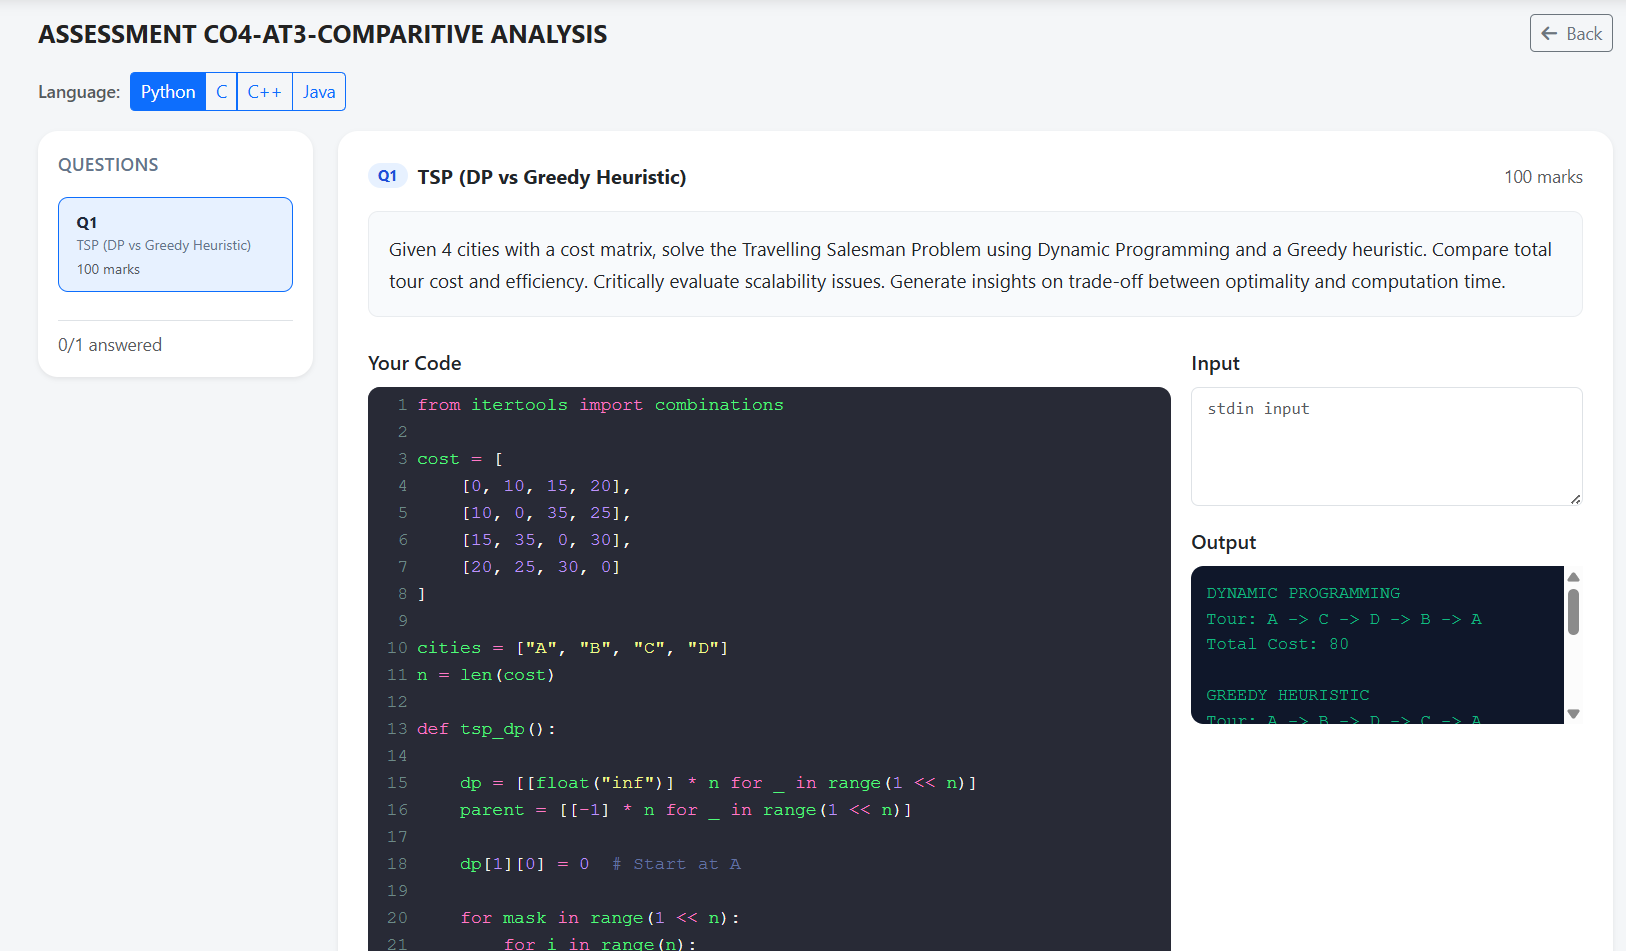 ASSESSMENT CO4-AT3-COMPARITIVE ANALYSIS
Back
Language: Python C C++ Java
QUESTIONS
Q1
TSP (DP vs Greedy Heuristic)
100 marks
0/1 answered
Q1 TSP (DP vs Greedy Heuristic)
100 marks
Given 4 cities with a cost matrix, solve the Travelling Salesman Problem using Dynamic Programming and a Greedy heuristic. Compare total
tour cost and efficiency. Critically evaluate scalability issues. Generate insights on trade-off between optimality and computation time.
Your Code
1 from itertools import combinations
2
3 cost = [
4     [0, 10, 15, 20],
5     [10, 0, 35, 25],
6     [15, 35, 0, 30],
7     [20, 25, 30, 0]
8 ]
9
10 cities = ["A", "B", "C", "D"]
11 n = len(cost)
12
13 def tsp_dp():
14
15     dp = [[float("inf")] * n for _ in range(1 << n)]
16     parent = [[-1] * n for _ in range(1 << n)]
17
18     dp[1][0] = 0  # Start at A
19
20     for mask in range(1 << n):
21         for i in range(n):
Input
stdin input
Output
DYNAMIC PROGRAMMING
Tour: A -> C -> D -> B -> A
Total Cost: 80
GREEDY HEURISTIC
Tour: A -> B -> D -> C -> A